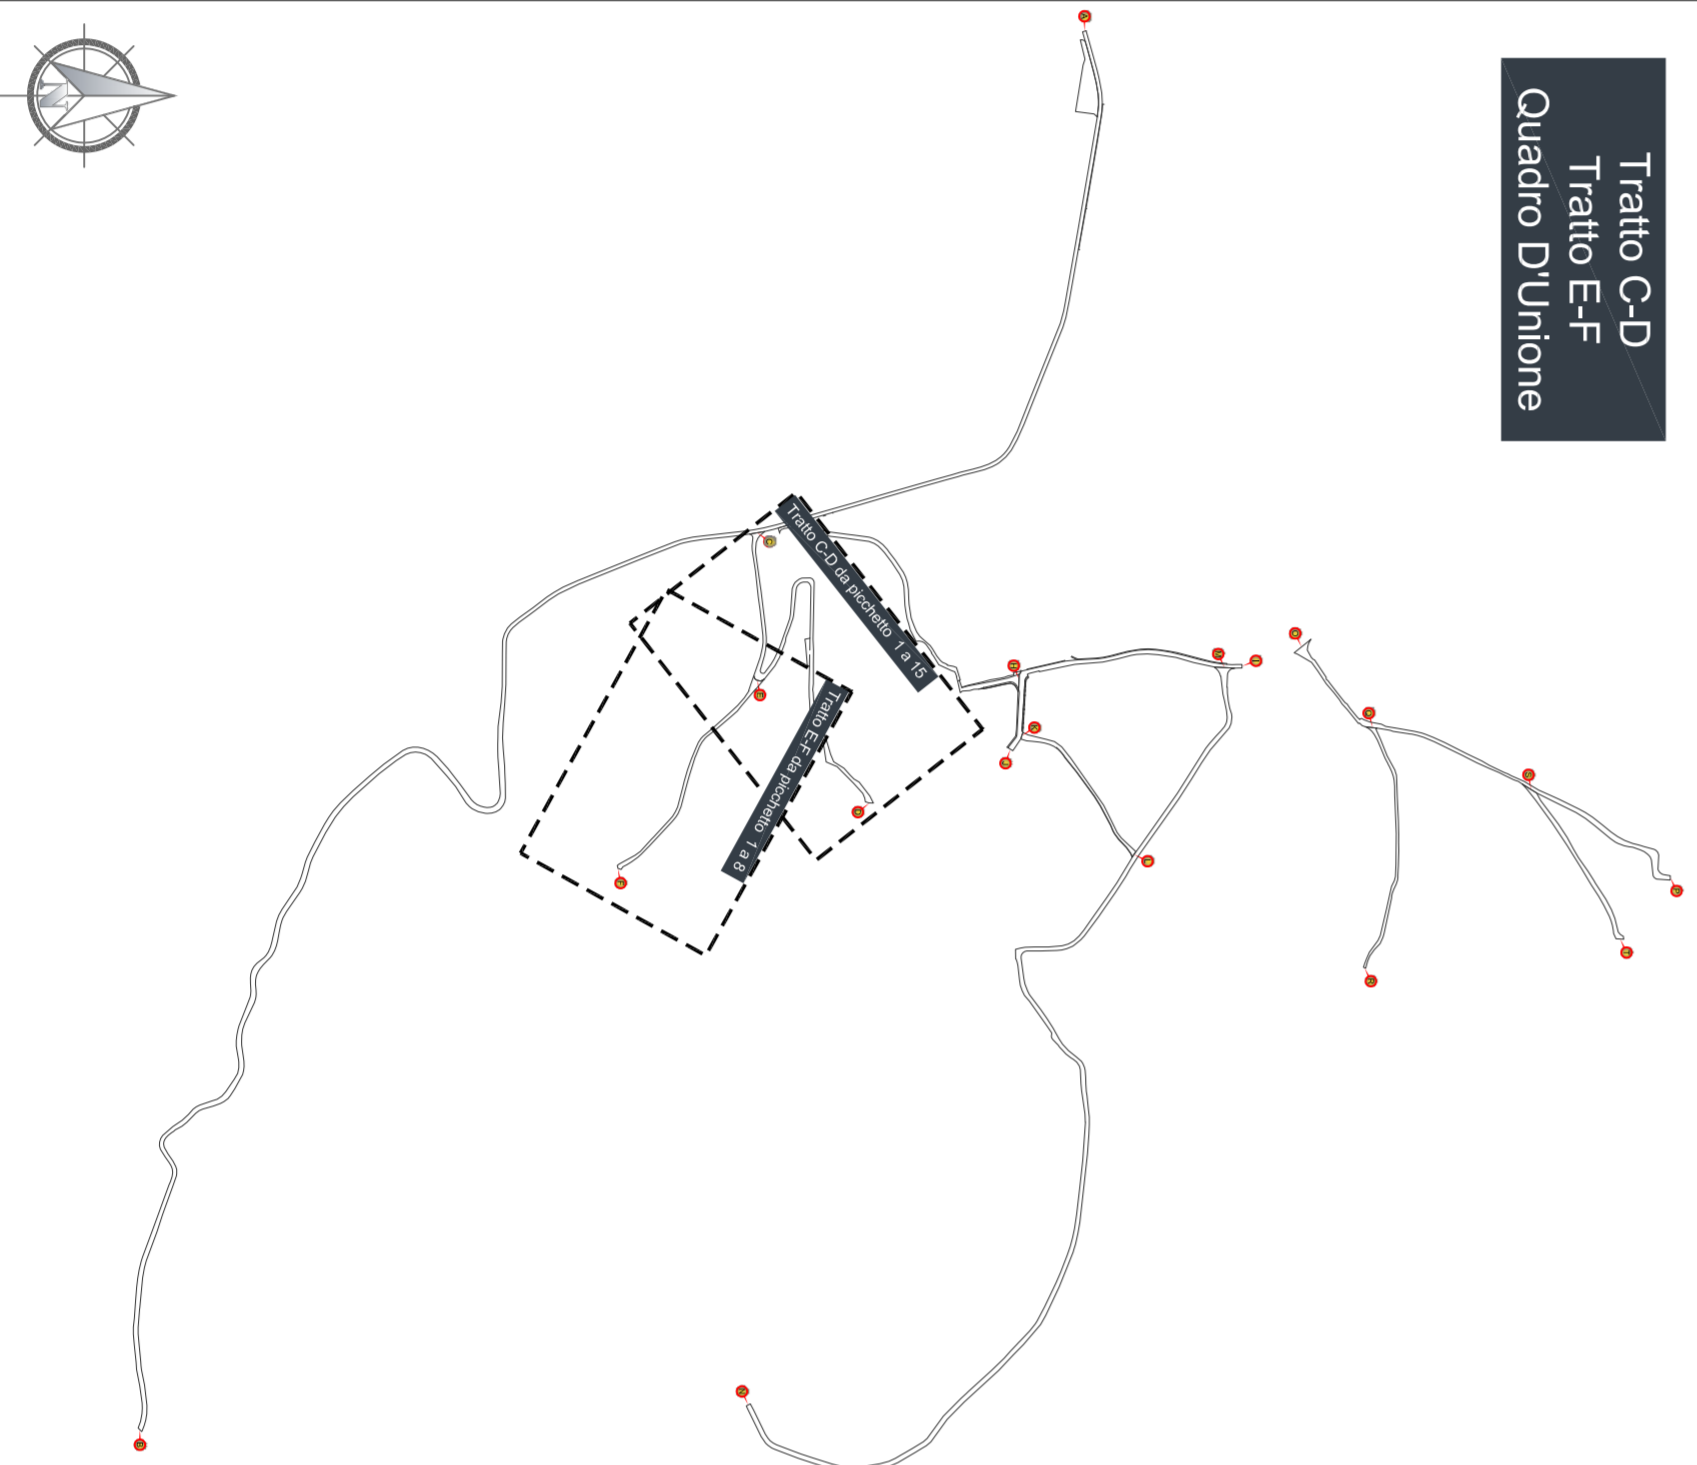 Tratto C-D
Tratto E-F
Quadro D'Unione
Tratto C-D da picchetto 1 a 15
Tratto E-F da picchetto 1 a 8
N
A
E
F
D
H
K
M
I
L
S
P
T
R
N
B